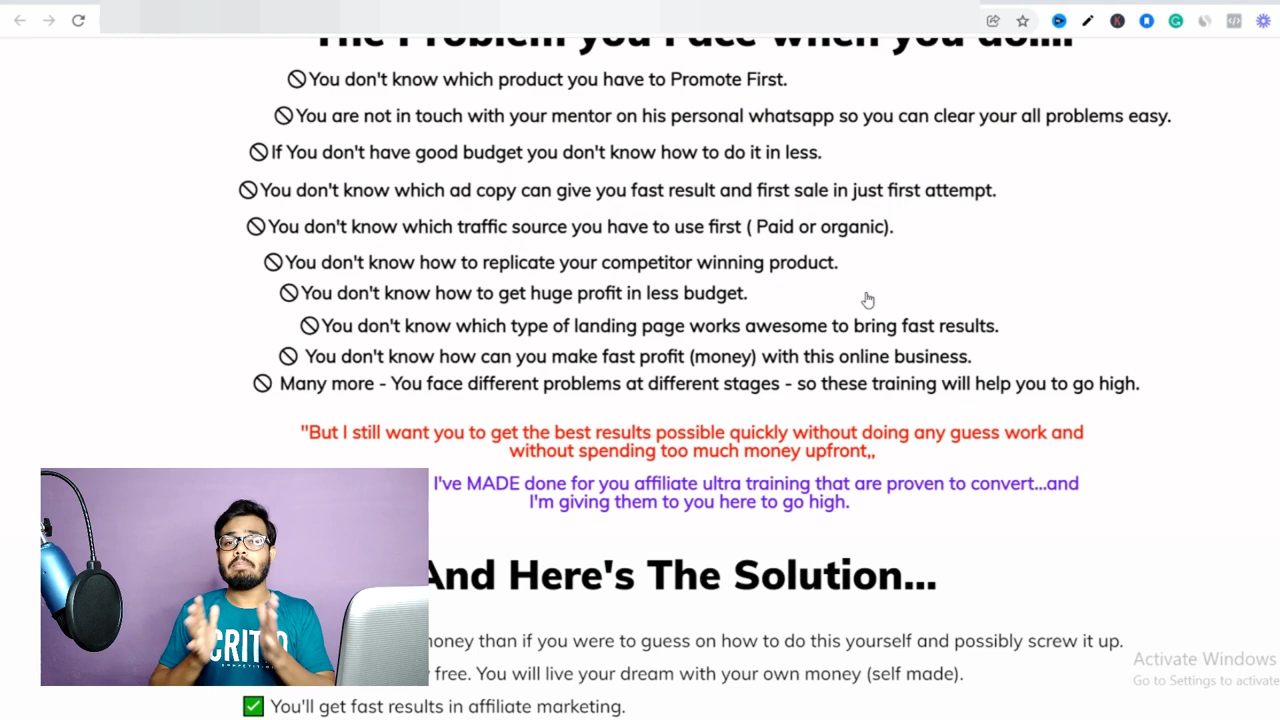 The Problem you Face when you do....
You don't know which product you have to Promote First.
You are not in touch with your mentor on his personal whatsapp so you can clear your all problems easy.
If You don't have good budget you don't know how to do it in less.
You don't know which ad copy can give you fast result and first sale in just first attempt.
You don't know which traffic source you have to use first ( Paid or organic).
You don't know how to replicate your competitor winning product.
You don't know how to get huge profit in less budget.
You don't know which type of landing page works awesome to bring fast results.
You don't know how can you make fast profit (money) with this online business.
Many more - You face different problems at different stages - so these training will help you to go high.
"But I still want you to get the best results possible quickly without doing any guess work and
without spending too much money upfront,,
I've MADE done for you affiliate ultra training that are proven to convert...and
I'm giving them to you here to go high.
And Here's The Solution...
money than if you were to guess on how to do this yourself and possibly screw it up.
free. You will live your dream with your own money (self made).
You'll get fast results in affiliate marketing.
Activate Windows
Go to Settings to activate